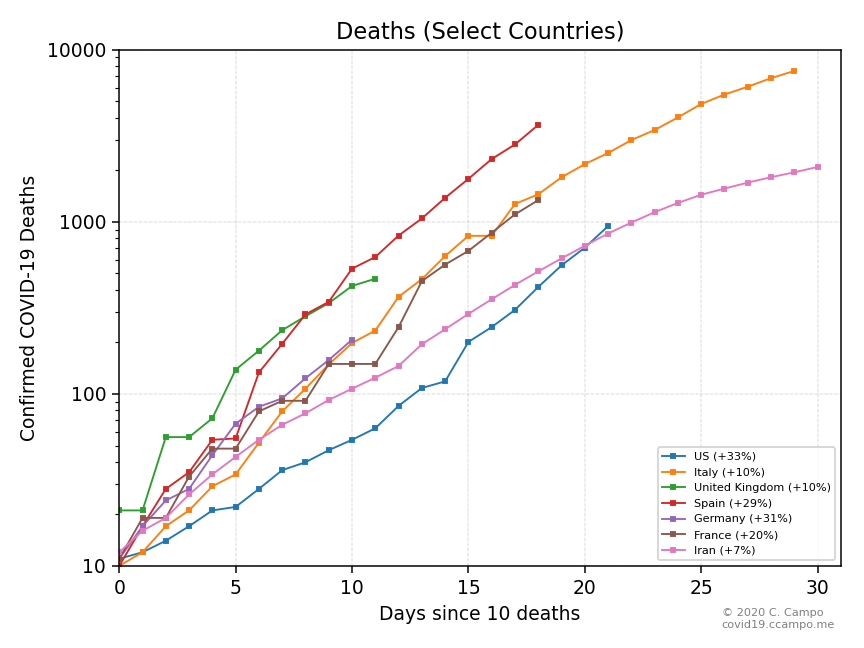 Deaths (Select Countries)
10000
1000
100
10
Confirmed COVID-19 Deaths
US (+33%)
Italy (+10%)
United Kingdom (+10%)
Spain (+29%)
Germany (+31%)
France (+20%)
Iran (+7%)
0 5 10 15 20 25 30
Days since 10 deaths
© 2020 C. Campo
covid19.ccampo.me